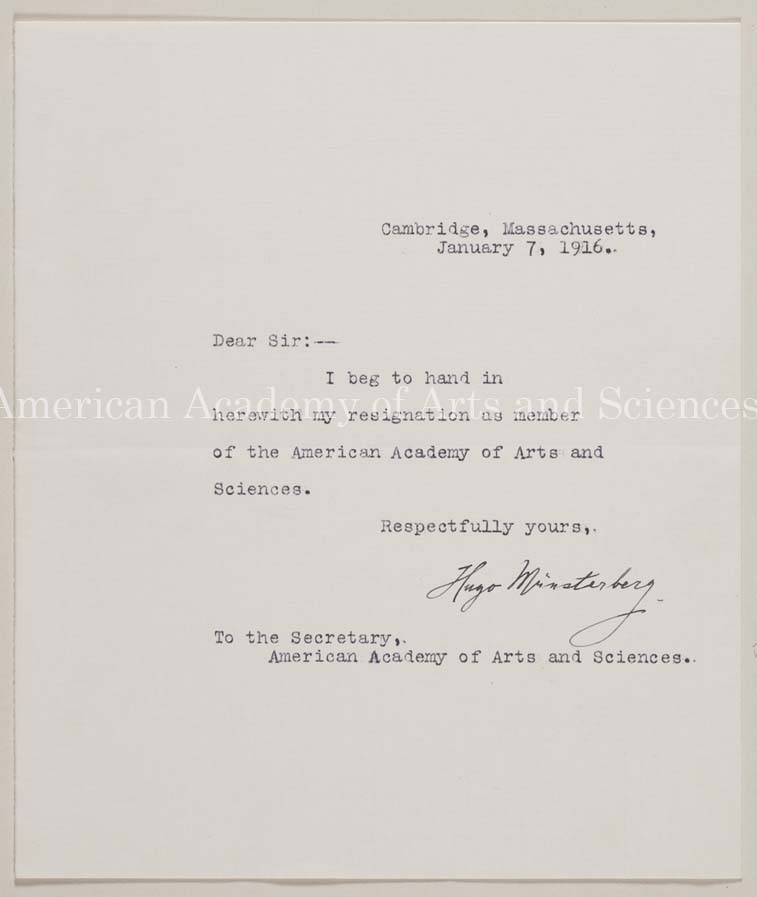 Cambridge, Massachusetts,
January 7, 1916.
Dear Sir:—
I beg to hand in
American Academy of Arts and Sciences
herewith my resignation as member
of the American Academy of Arts and
Sciences.
Respectfully yours,
Hugo Münsterberg
To the Secretary,
American Academy of Arts and Sciences.